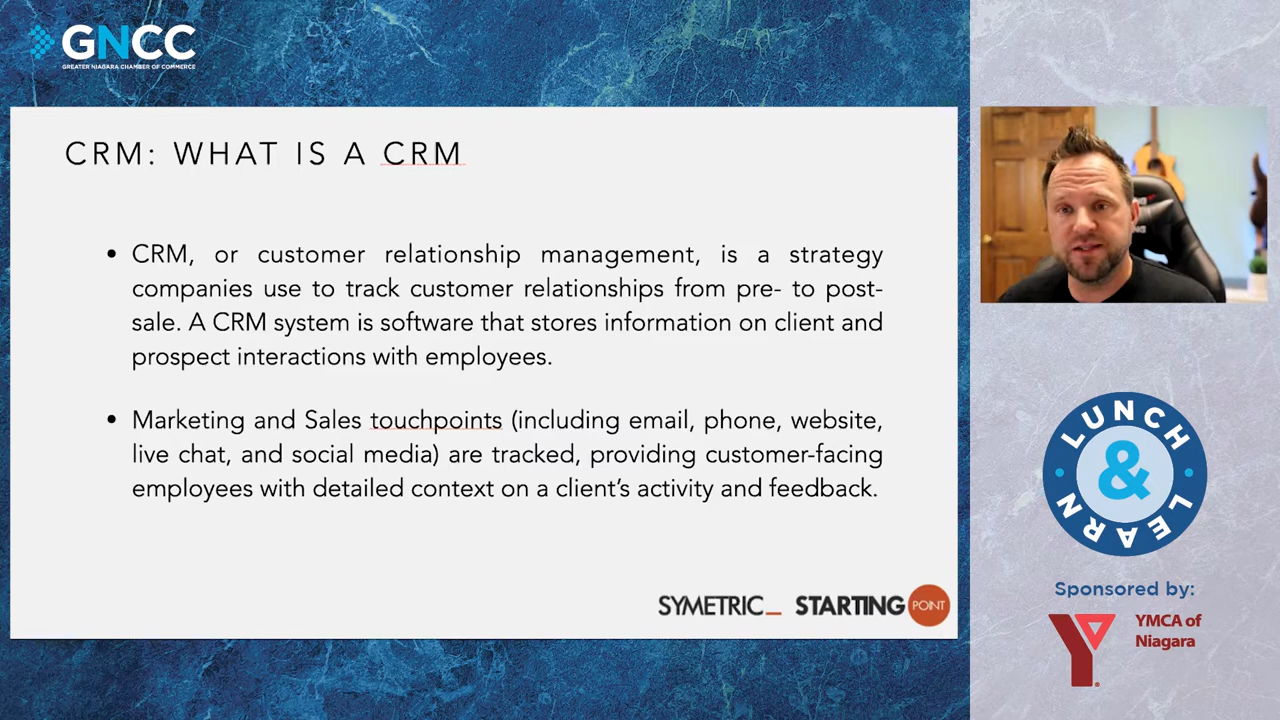 GNCC
GREATER NIAGARA CHAMBER OF COMMERCE
CRM: WHAT IS A CRM
• CRM, or customer relationship management, is a strategy
companies use to track customer relationships from pre- to post-
sale. A CRM system is software that stores information on client and
prospect interactions with employees.
• Marketing and Sales touchpoints (including email, phone, website,
live chat, and social media) are tracked, providing customer-facing
employees with detailed context on a client’s activity and feedback.
SYMETRIC_ STARTING POINT
LUNCH
&
LEARN
Sponsored by:
YMCA of
Niagara